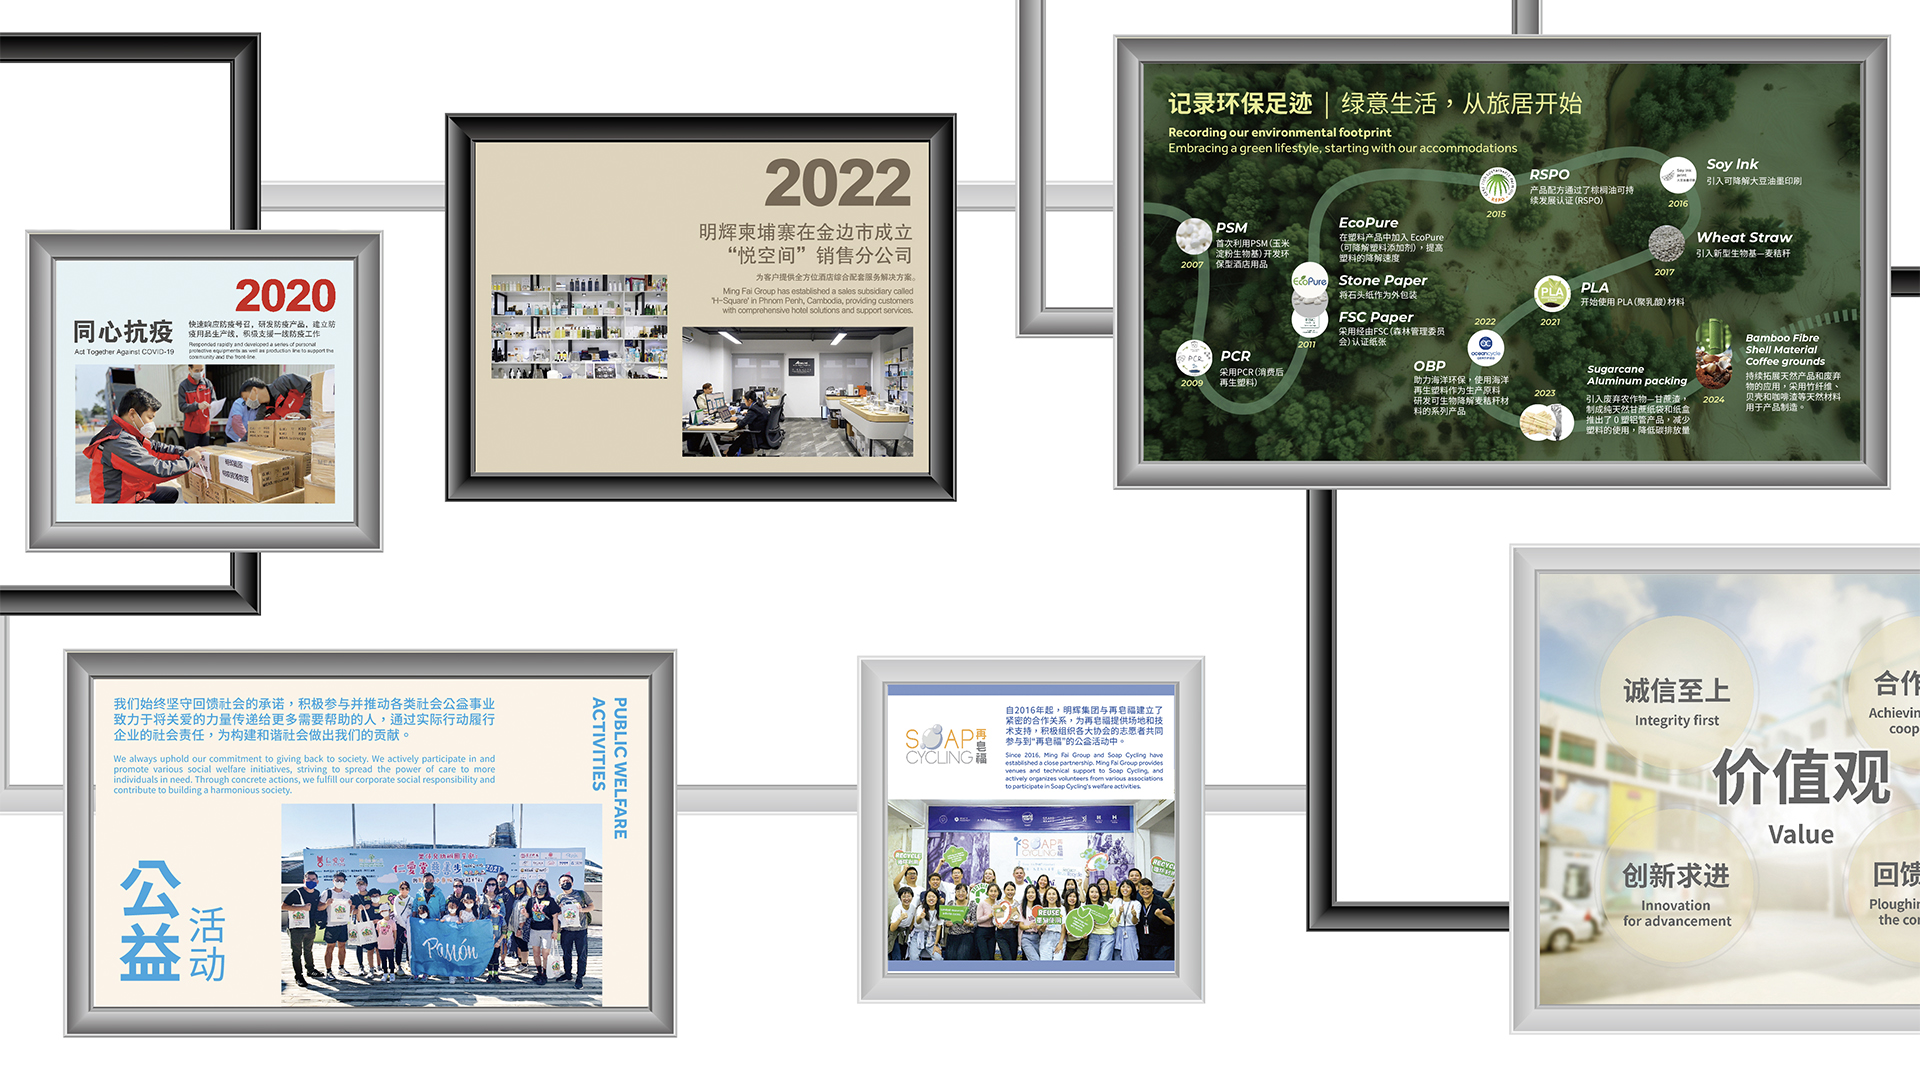 2020
同心抗疫
Act Together Against COVID-19
快速响应防疫号召，研发防疫产品，建立防
疫用品生产线，积极支援一线防疫工作
Responded rapidly and developed a series of personal
protective equipments as well as production line to support the
community and the front line.
2022
明辉柬埔寨在金边市成立
“悦空间”销售分公司
为客户提供全方位酒店综合配套服务解决方案。
Ming Fai Group has established a sales subsidiary called
'H-Square' in Phnom Penh, Cambodia, providing customers
with comprehensive hotel solutions and support services.
记录环保足迹 | 绿意生活，从旅居开始
Recording our environmental footprint
Embracing a green lifestyle, starting with our accommodations
PSM
首次利用PSM（玉米
淀粉生物基）开发环
保型酒店用品
2007
PCR
采用PCR（消费后
再生塑料）
2009
EcoPure
在塑料产品中加入 EcoPure
（可降解塑料添加剂），提高
塑料的降解速度
Stone Paper
将石头纸作为外包装
FSC Paper
采用经由FSC（森林管理委员
会）认证纸张
EcoPure
2011
RSPO
产品配方通过了棕榈油可持
续发展认证（RSPO）
2015
Soy Ink
引入可降解大豆油墨印刷
2016
Wheat Straw
引入新型生物基—麦秸秆
2017
PLA
PLA
开始使用 PLA（聚乳酸）材料
2021
2022
oceancycle
OBP
助力海洋环保，使用海洋
再生塑料作为生产原料
研发可生物降解麦秸秆材
料的系列产品
2023
Sugarcane
Aluminum packing
引入废弃农作物—甘蔗渣，
制成纯天然甘蔗纸袋和纸盒
推出了 0 塑铝管产品，减少
塑料的使用，降低碳排放量
2024
Bamboo Fibre
Shell Material
Coffee grounds
持续拓展天然产品和废弃
物的应用，采用竹纤维、
贝壳和咖啡渣等天然材料
用于产品制造。
我们始终坚守回馈社会的承诺，积极参与并推动各类社会公益事业
致力于将关爱的力量传递给更多需要帮助的人，通过实际行动履行
企业的社会责任，为构建和谐社会做出我们的贡献。
We always uphold our commitment to giving back to society. We actively participate in and
promote various social welfare initiatives, striving to spread the power of care to more
individuals in need. Through concrete actions, we fulfill our corporate social responsibility and
contribute to building a harmonious society.
PUBLIC WELFARE
ACTIVITIES
公益
活动
Pasión
SOAP
CYCLING
再皂福
自2016年起，明辉集团与再皂福建立了
紧密的合作关系，为再皂福提供场地和技
术支持，积极组织各大协会的志愿者共同
参与到“再皂福”的公益活动中。
Since 2016, Ming Fai Group and Soap Cycling have
established a close partnership. Ming Fai Group provides
venues and technical support to Soap Cycling, and
actively organizes volunteers from various associations
to participate in Soap Cycling's welfare activities.
SOAP
CYCLING
RECYCLE
REUSE
诚信至上
Integrity first
合作
Achievin
coop
价值观
Value
创新求进
Innovation
for advancement
回馈
Ploughin
the co